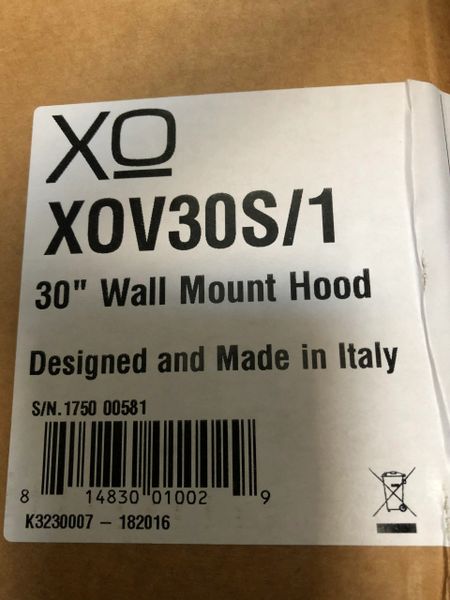 XO
XOV30S/1
30" Wall Mount Hood
Designed and Made in Italy
S/N.1750 00581
8 14830 01002 9
K3230007 – 182016